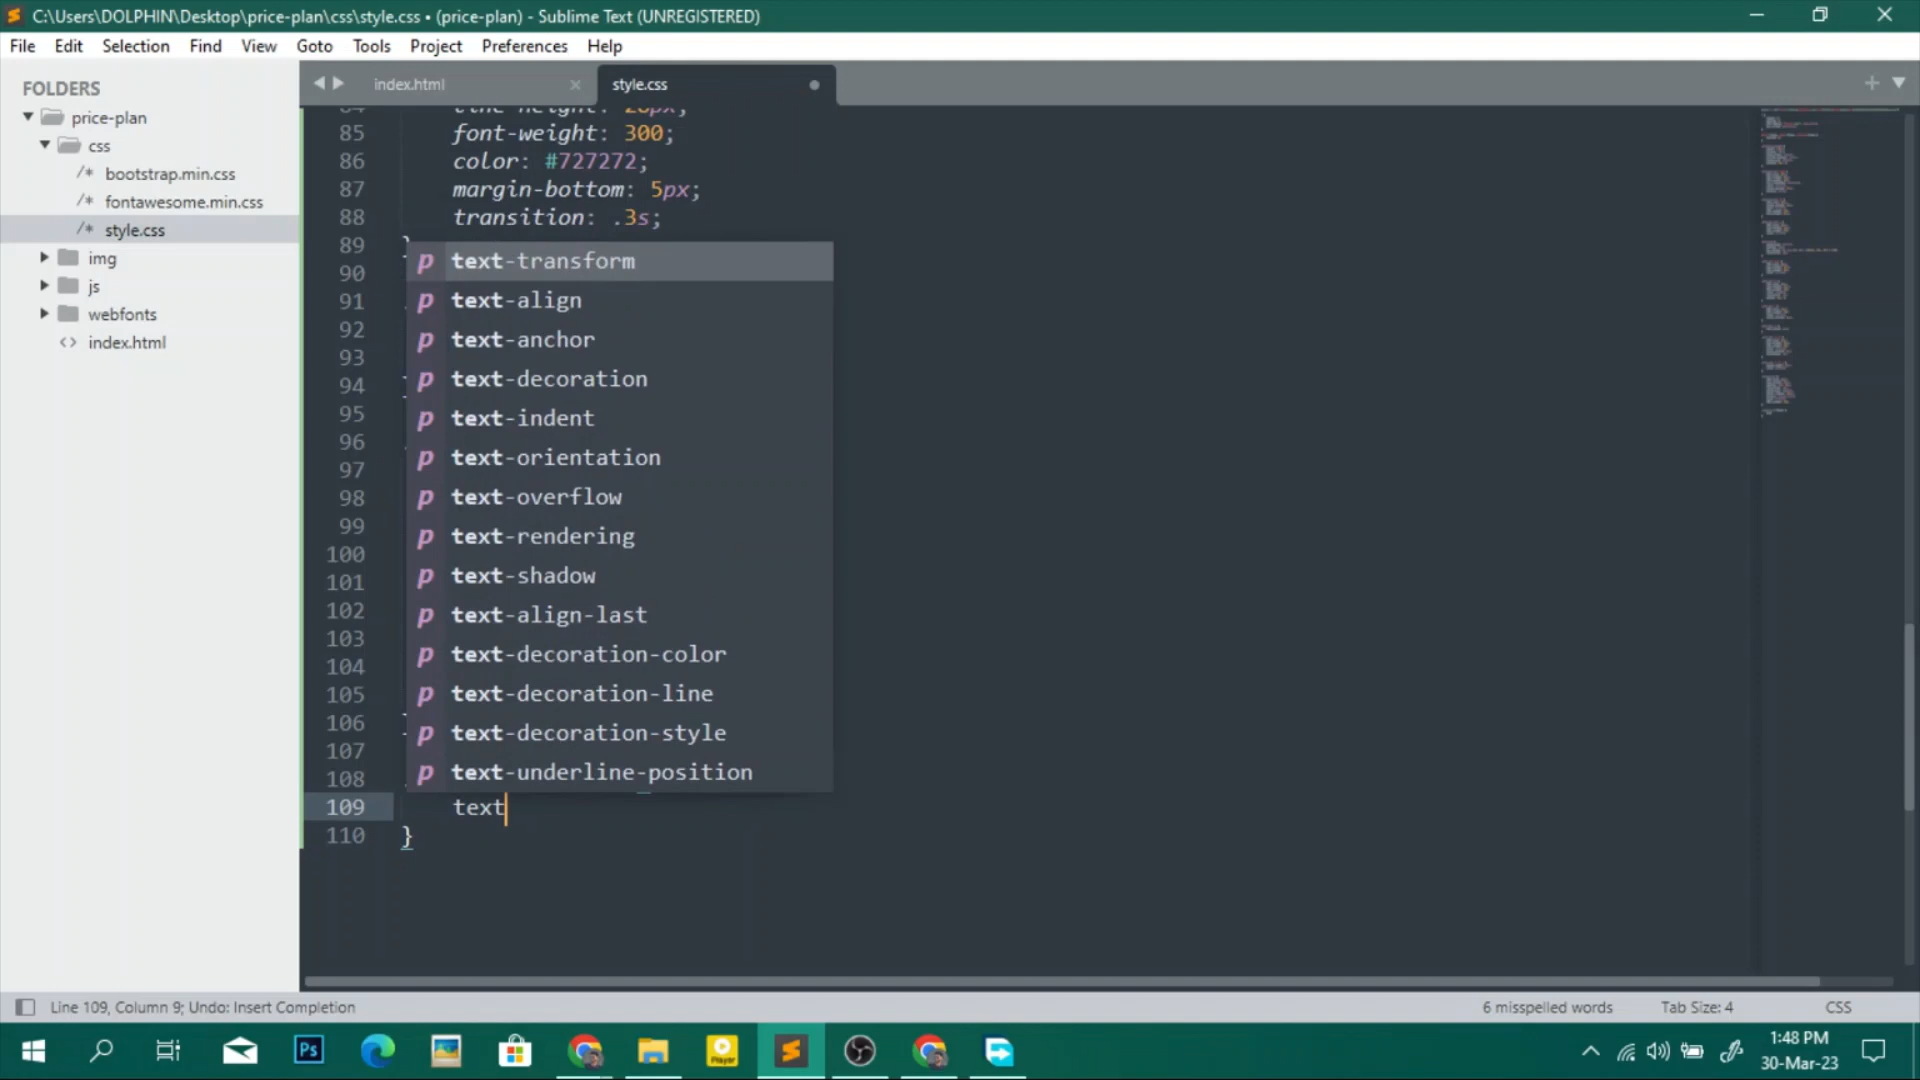 C:\Users\DOLPHIN\Desktop\price-plan\css\style.css • (price-plan) - Sublime Text (UNREGISTERED)
File Edit Selection Find View Goto Tools Project Preferences Help
FOLDERS
price-plan
css
/* bootstrap.min.css
/* fontawesome.min.css
/* style.css
img
js
webfonts
<> index.html
index.html
style.css
84 line-height: 28px;
85 font-weight: 300;
86 color: #727272;
87 margin-bottom: 5px;
88 transition: .3s;
89 }
90
91
92
93
94
95
96
97
98
99
100
101
102
103
104
105
106
107
108
109 text
110 }
p text-transform
p text-align
p text-anchor
p text-decoration
p text-indent
p text-orientation
p text-overflow
p text-rendering
p text-shadow
p text-align-last
p text-decoration-color
p text-decoration-line
p text-decoration-style
p text-underline-position
Line 109, Column 9; Undo: Insert Completion
6 misspelled words
Tab Size: 4
CSS
Ps
Player
1:48 PM
30-Mar-23